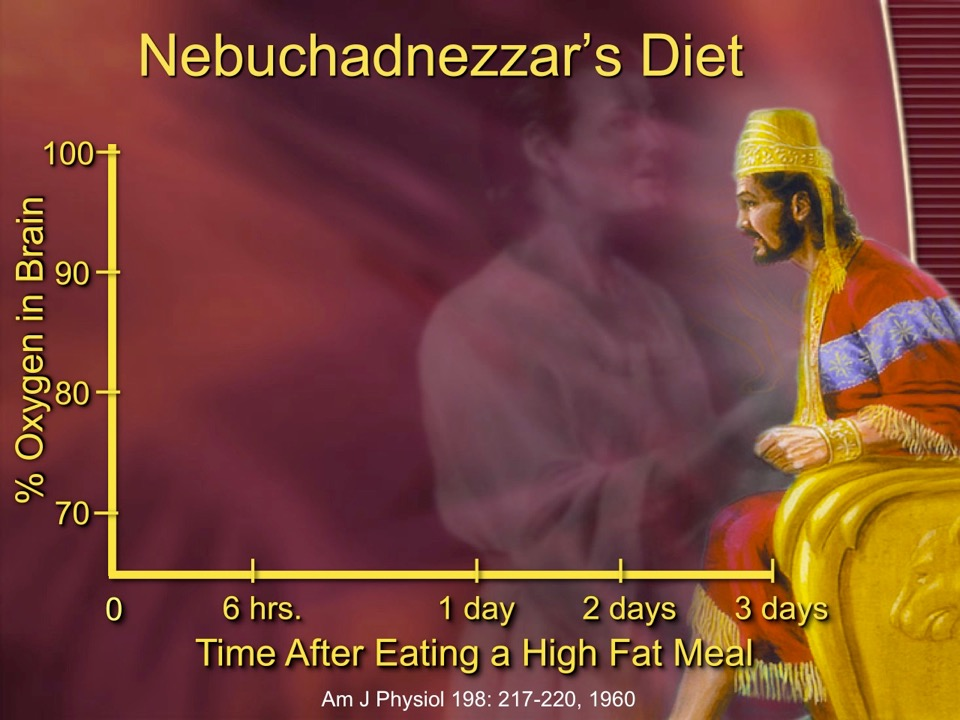 Nebuchadnezzar’s Diet
% Oxygen in Brain
100
90
80
70
0
6 hrs.
1 day
2 days
3 days
Time After Eating a High Fat Meal
Am J Physiol 198: 217-220, 1960